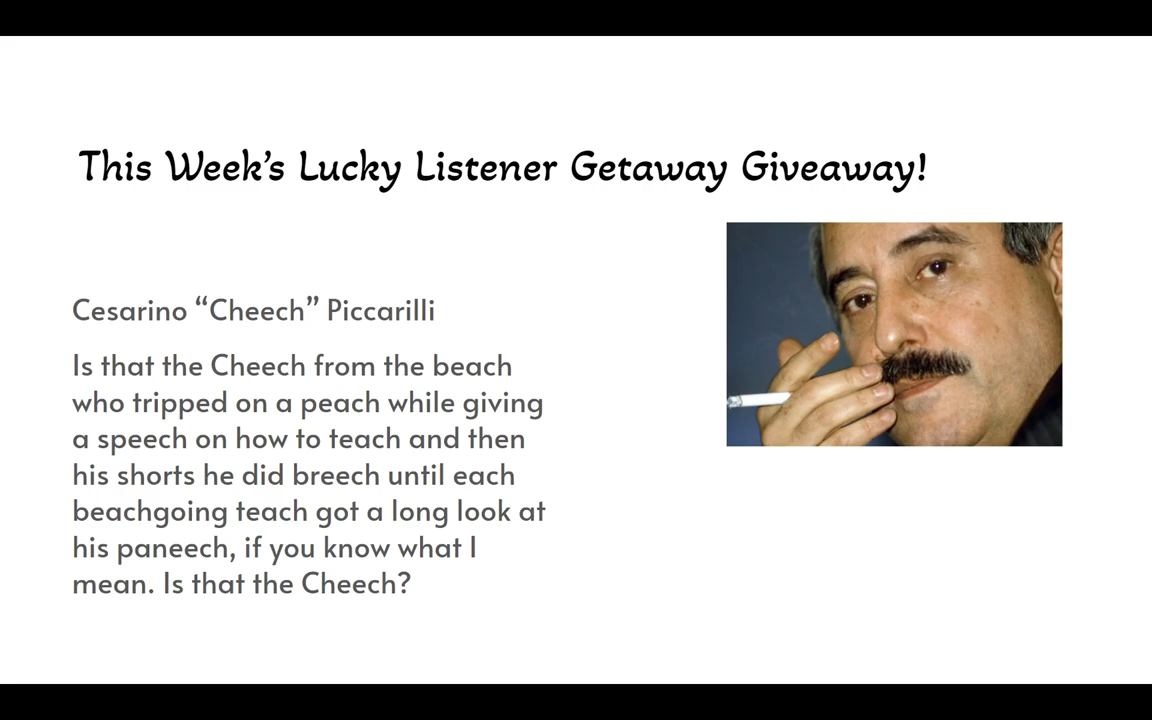 This Week’s Lucky Listener Getaway Giveaway!
Cesarino “Cheech” Piccarilli
Is that the Cheech from the beach
who tripped on a peach while giving
a speech on how to teach and then
his shorts he did breech until each
beachgoing teach got a long look at
his paneech, if you know what I
mean. Is that the Cheech?